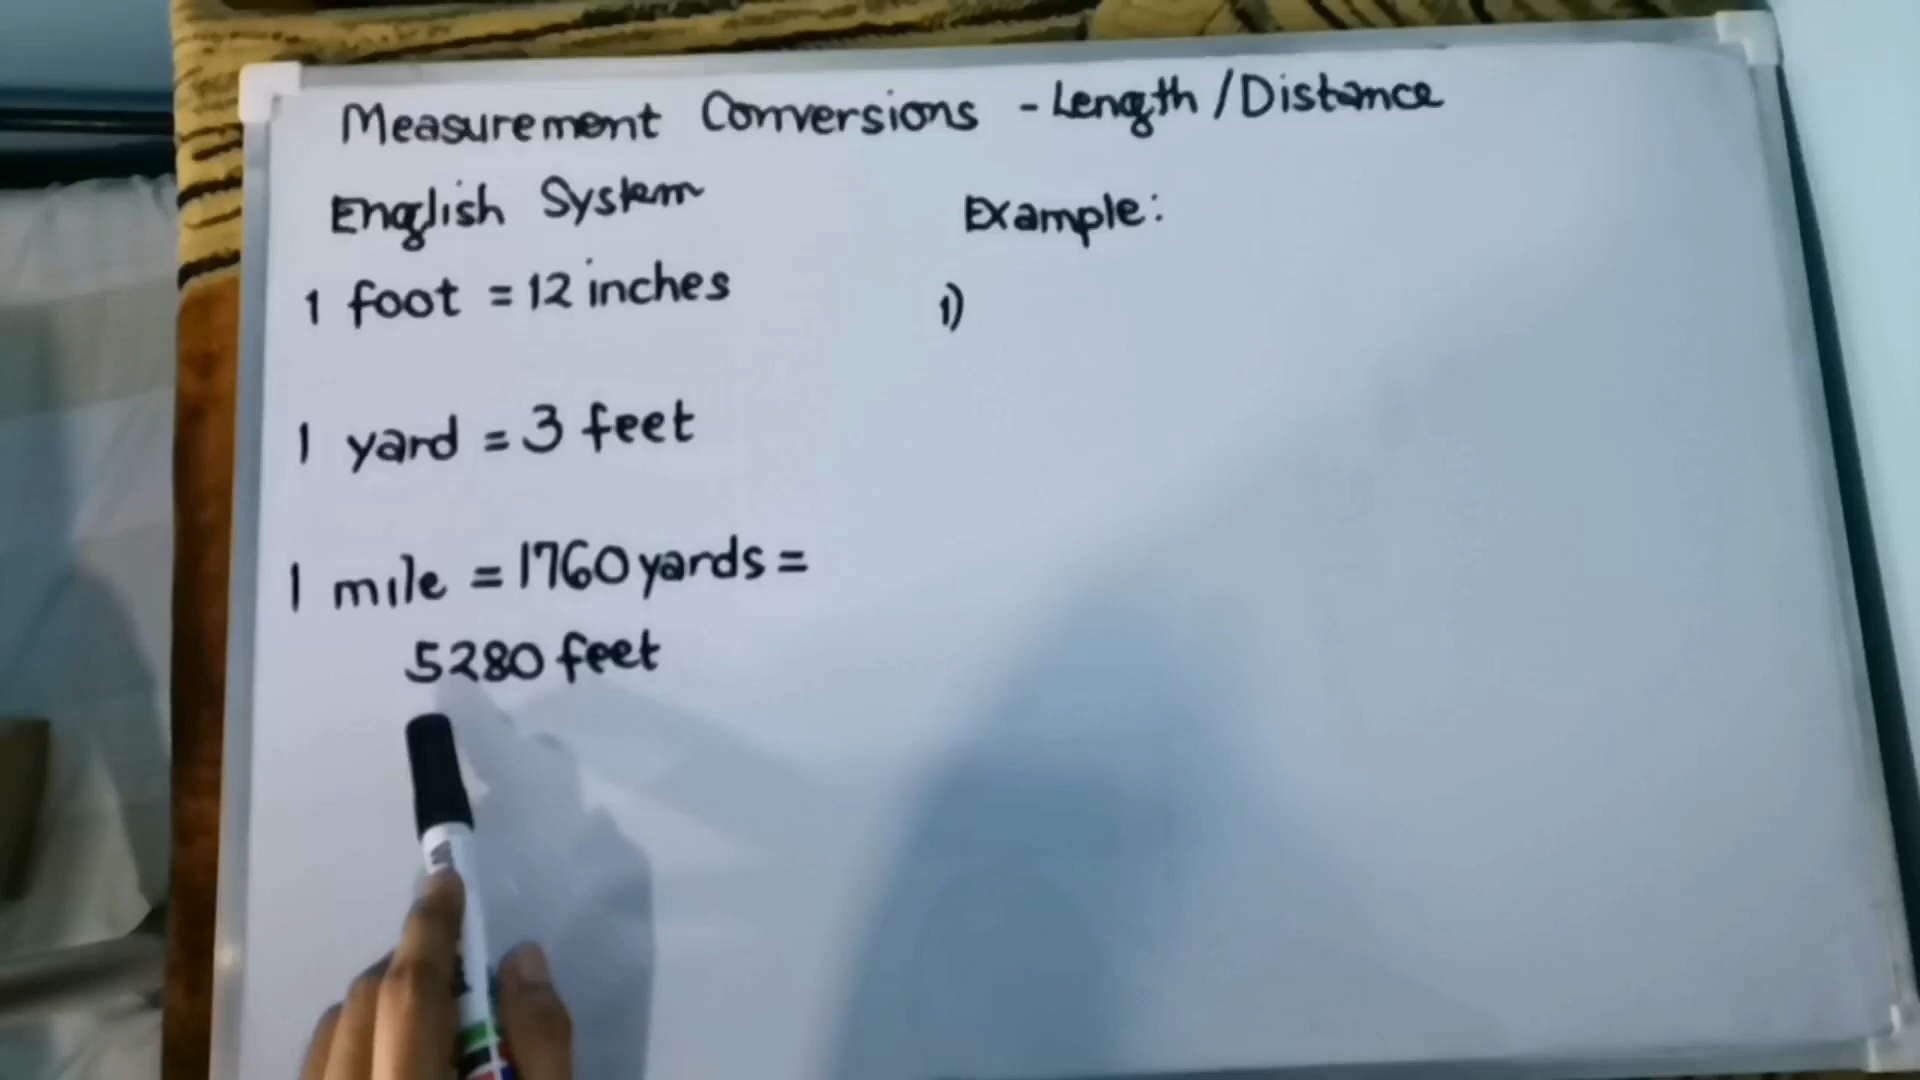 Measurement Conversions - Length / Distance
English System
1 foot = 12 inches
1 yard = 3 feet
1 mile = 1760 yards =
5280 feet
Example:
1)